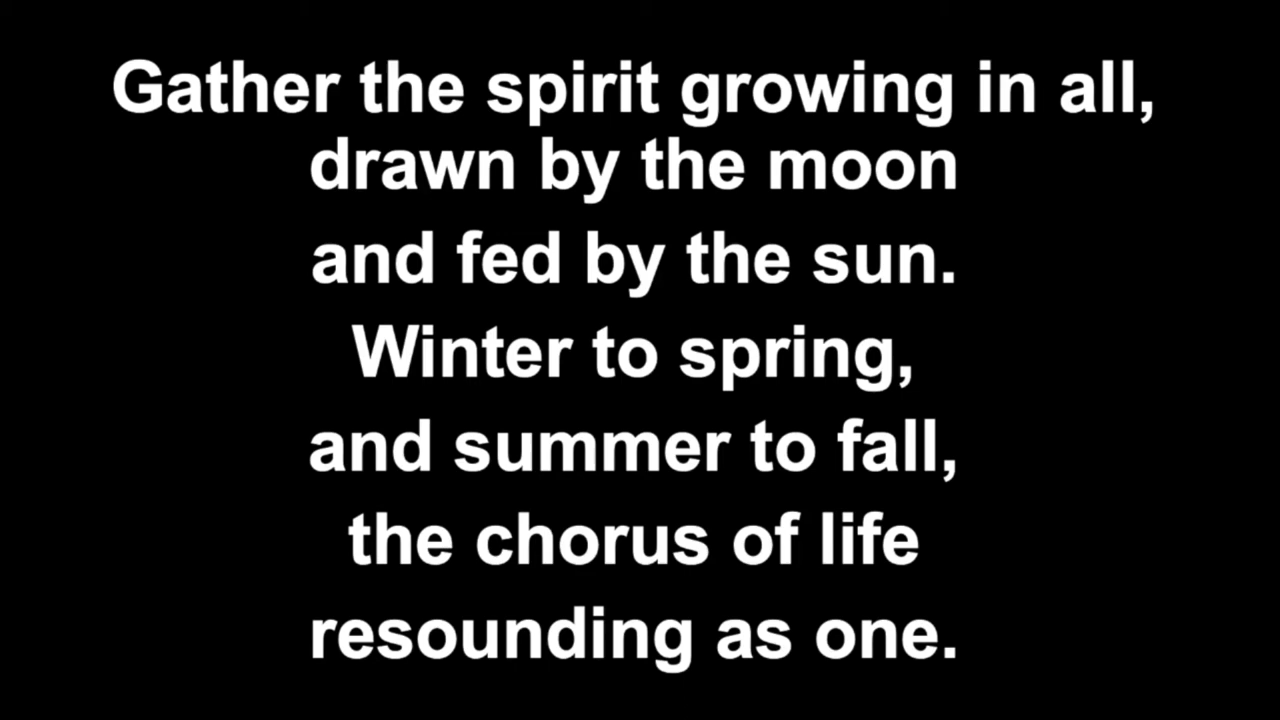 Gather the spirit growing in all,
drawn by the moon
and fed by the sun.
Winter to spring,
and summer to fall,
the chorus of life
resounding as one.